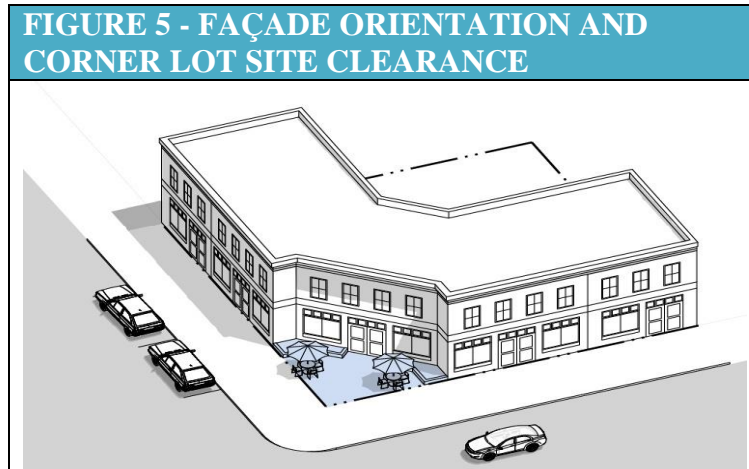 FIGURE 5 - FAÇADE ORIENTATION AND
CORNER LOT SITE CLEARANCE